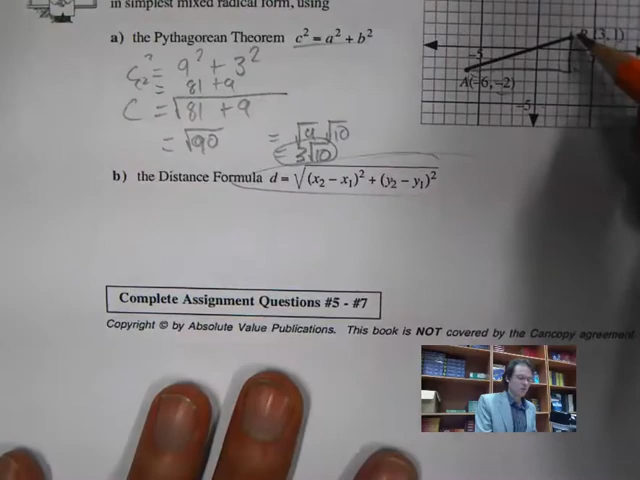 in simplest mixed radical form, using
a) the Pythagorean Theorem c² = a² + b²
c² = 9² + 3²
= 81 + 9
C = √81 + 9
= √90 = √9 √10
= 3√10
(3, 1)
-5
A(-6, -2)
-5
b) the Distance Formula d = √(x₂ − x₁)² + (y₂ − y₁)²
Complete Assignment Questions #5 - #7
Copyright © by Absolute Value Publications. This book is NOT covered by the Cancopy agreement